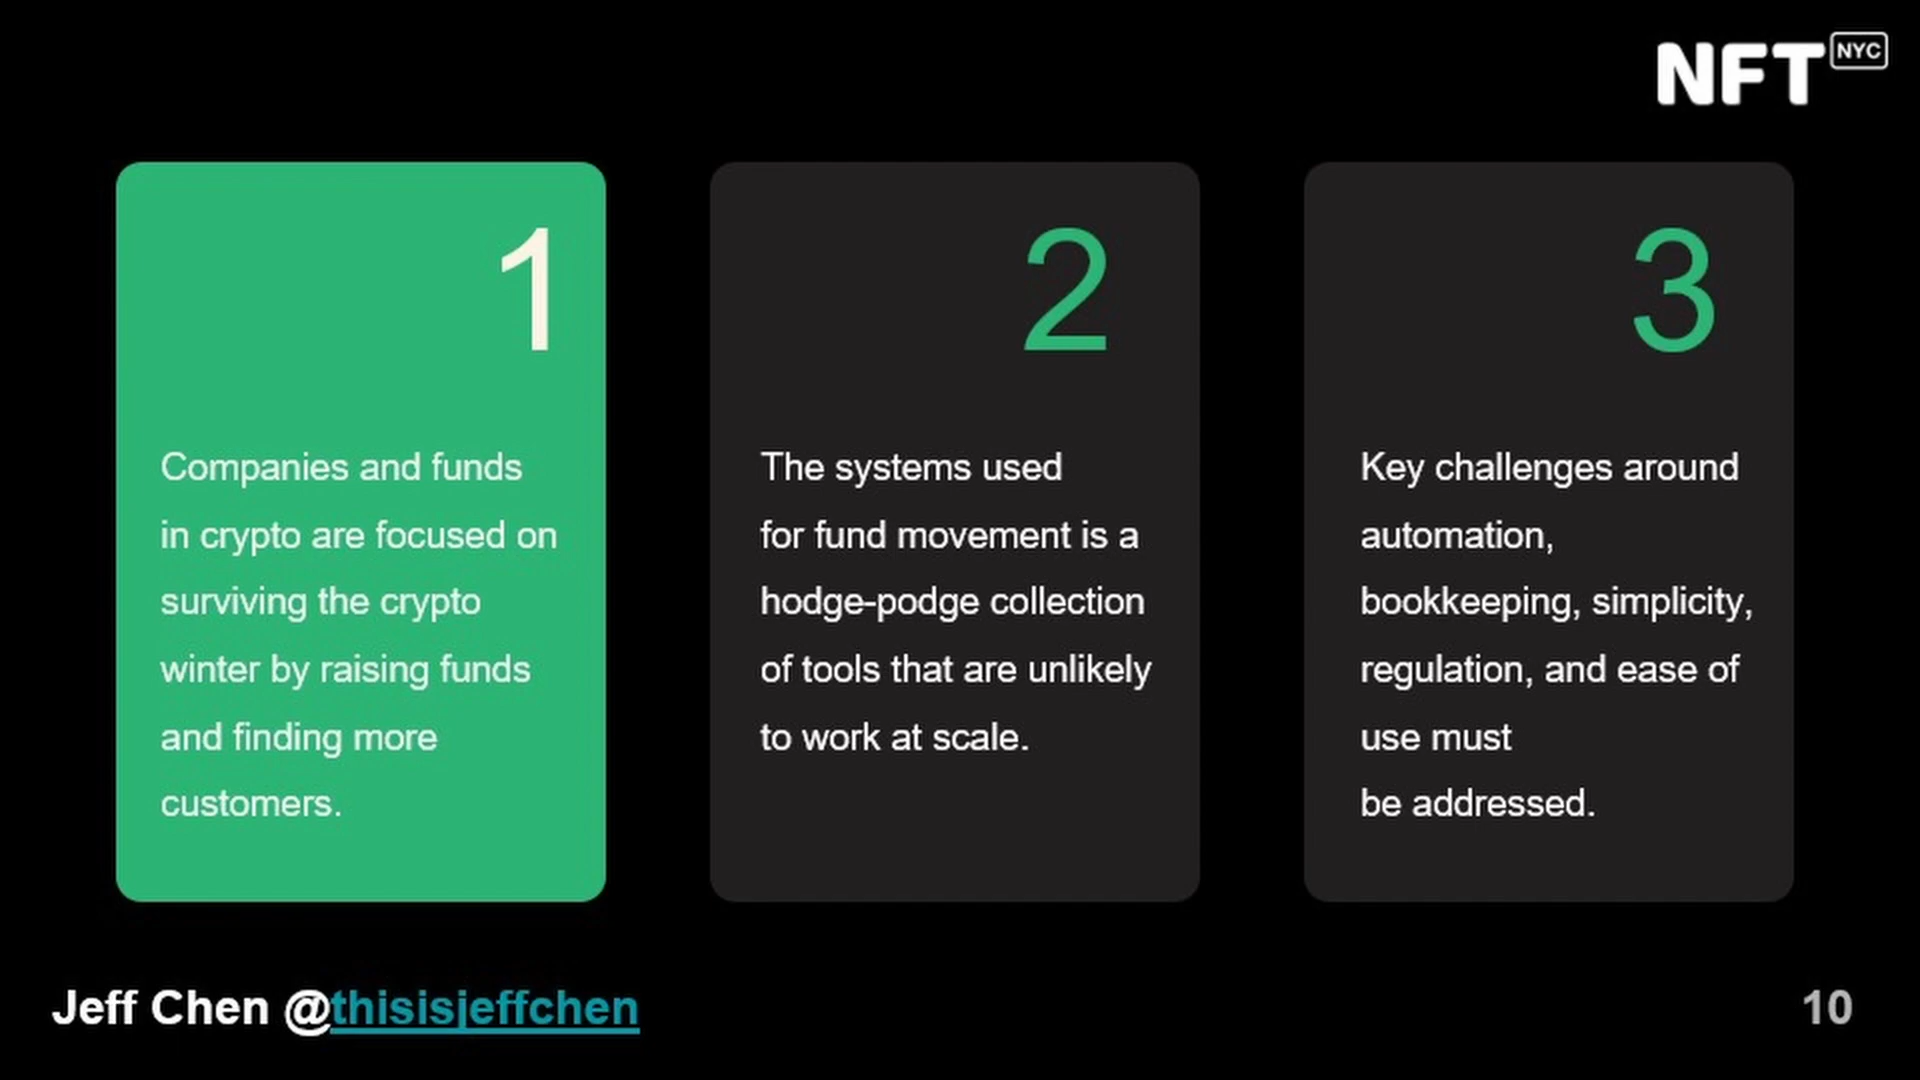 NFT NYC
1
Companies and funds
in crypto are focused on
surviving the crypto
winter by raising funds
and finding more
customers.
2
The systems used
for fund movement is a
hodge-podge collection
of tools that are unlikely
to work at scale.
3
Key challenges around
automation,
bookkeeping, simplicity,
regulation, and ease of
use must
be addressed.
Jeff Chen @thisisjeffchen
10